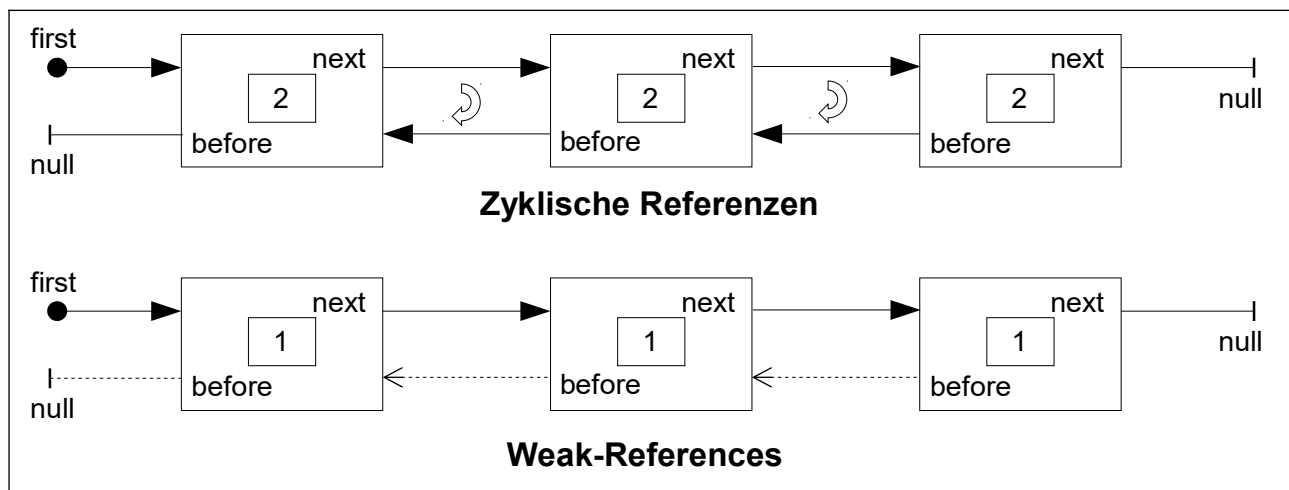 first
next
next
next
2
2
2
null
before
before
before
null
Zyklische Referenzen
first
next
next
next
1
1
1
null
before
before
before
null
Weak-References